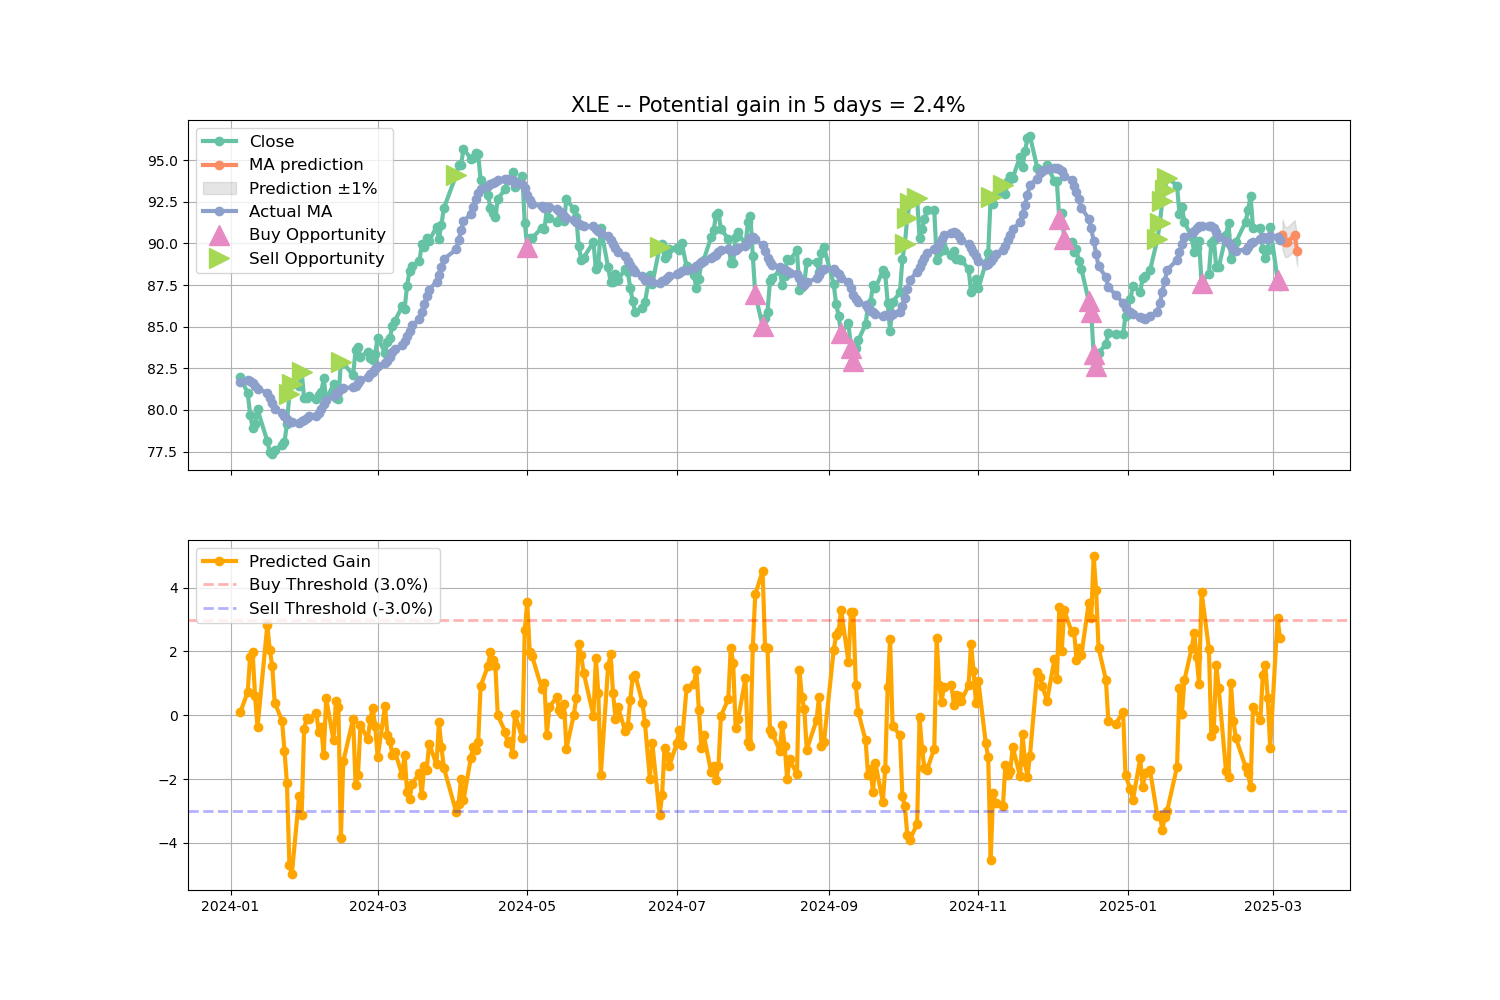 XLE -- Potential gain in 5 days = 2.4%
Close
MA prediction
Prediction ±1%
Actual MA
Buy Opportunity
Sell Opportunity
95.0
92.5
90.0
87.5
85.0
82.5
80.0
77.5
Predicted Gain
Buy Threshold (3.0%)
Sell Threshold (-3.0%)
4
2
0
−2
−4
2024-01 2024-03 2024-05 2024-07 2024-09 2024-11 2025-01 2025-03